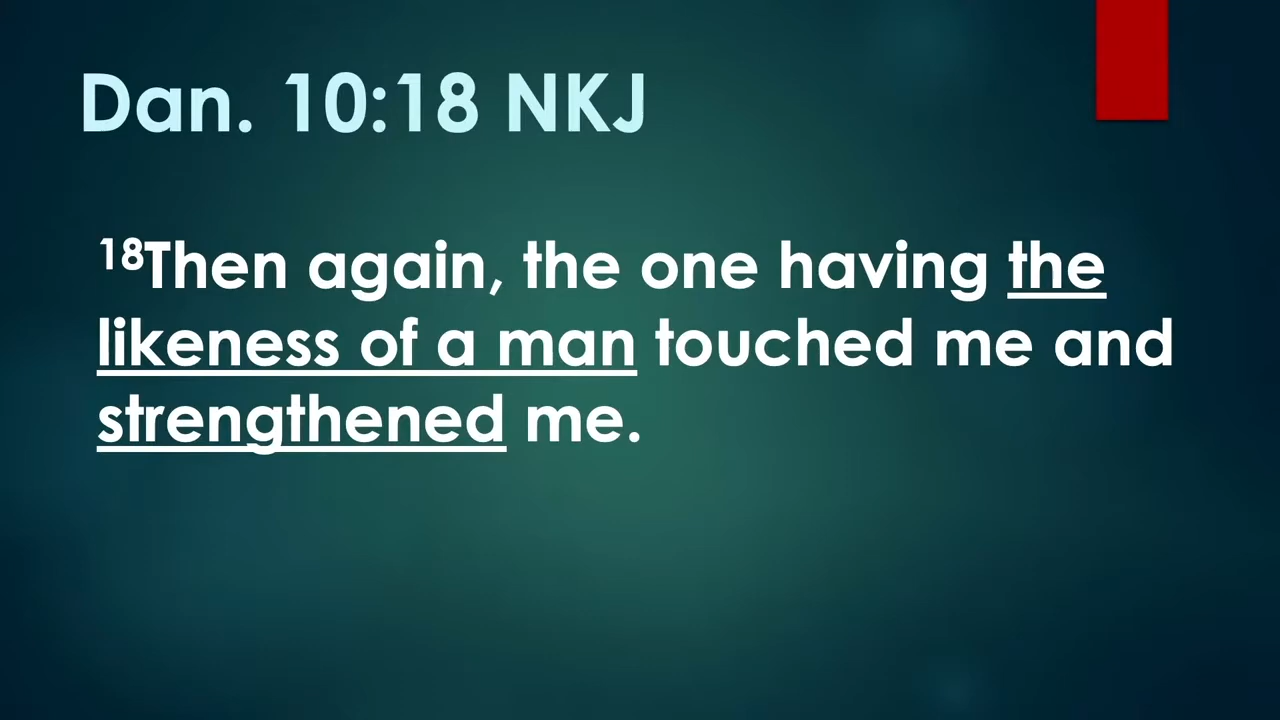 Dan. 10:18 NKJ
18Then again, the one having the
likeness of a man touched me and
strengthened me.